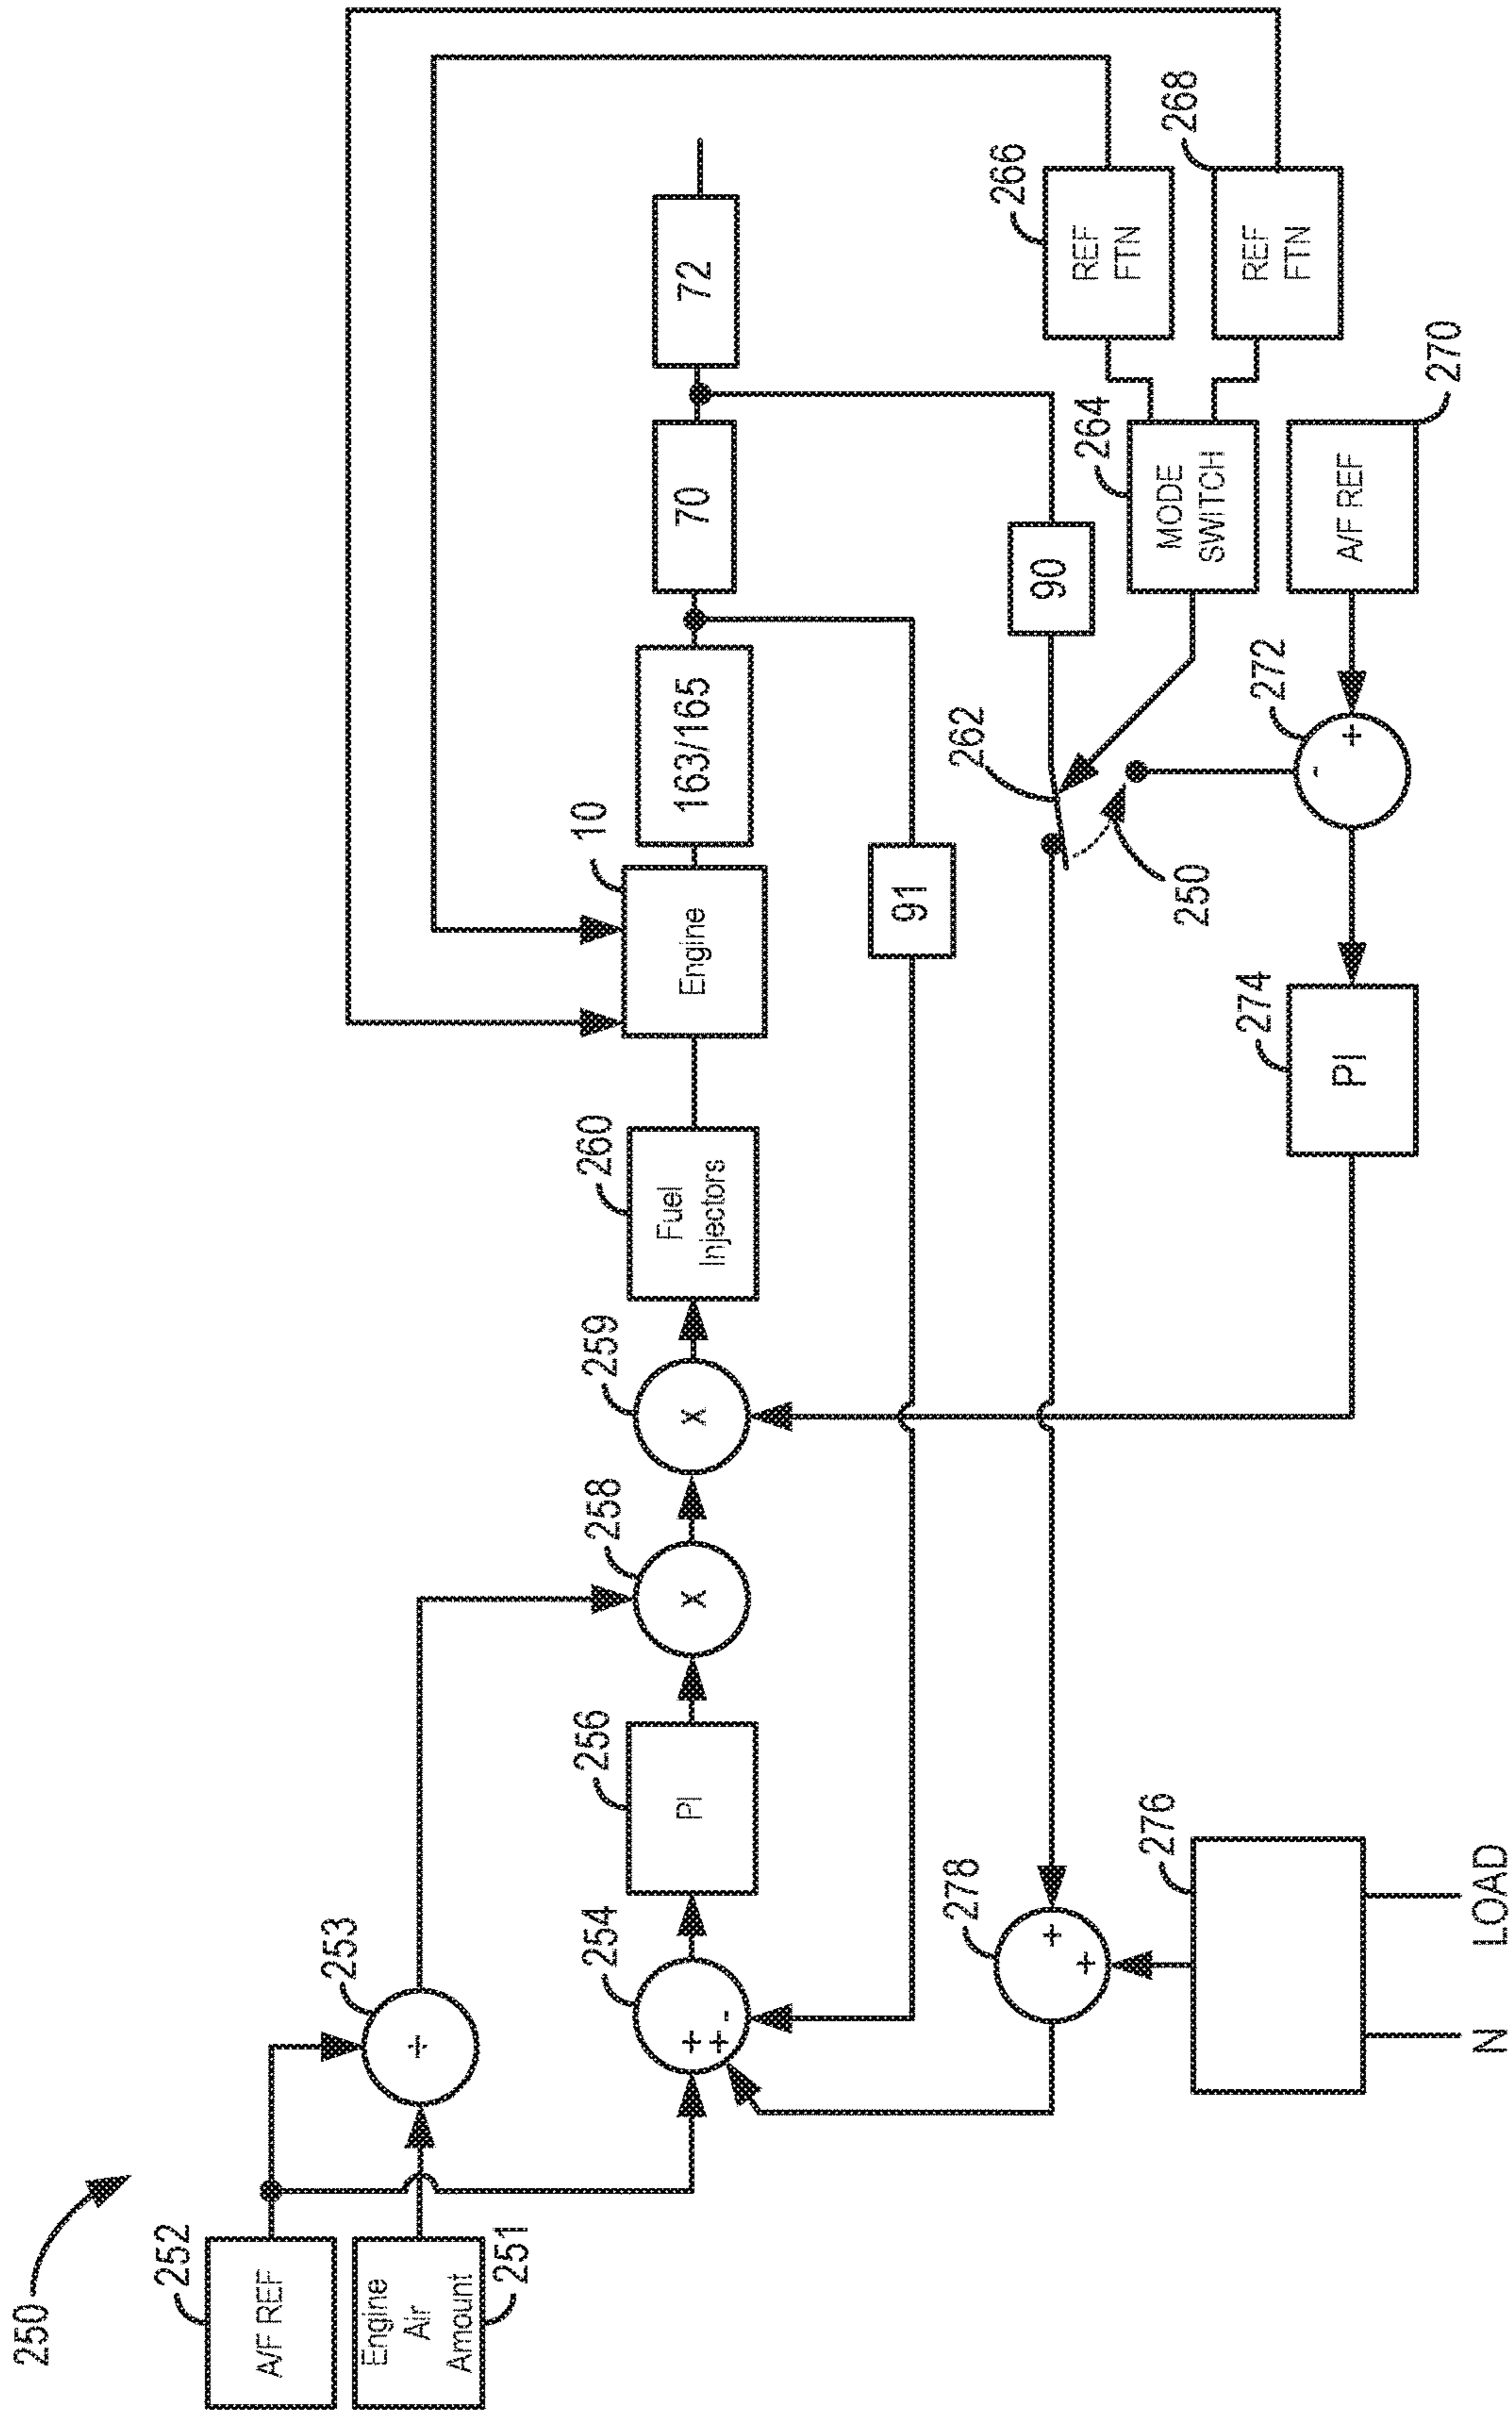 250
252
A/F REF
Engine
Air
Amount
251
253
÷
254
+
+
-
256
PI
258
X
259
X
260
Fuel
Injectors
10
Engine
163/165
70
72
91
90
262
250
264
MODE
SWITCH
266
REF
FTN
268
REF
FTN
270
A/F REF
272
+
-
274
PI
276
278
+
+
N
LOAD